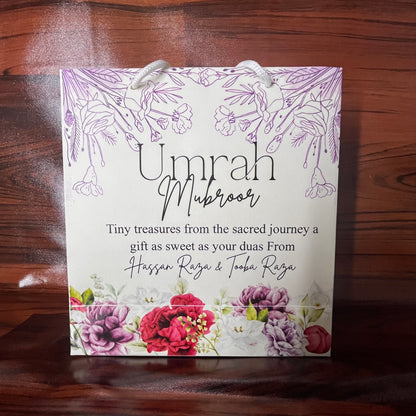 Umrah
Mubroor
Tiny treasures from the sacred journey a
gift as sweet as your duas From
Hassan Raza & Tooba Raza